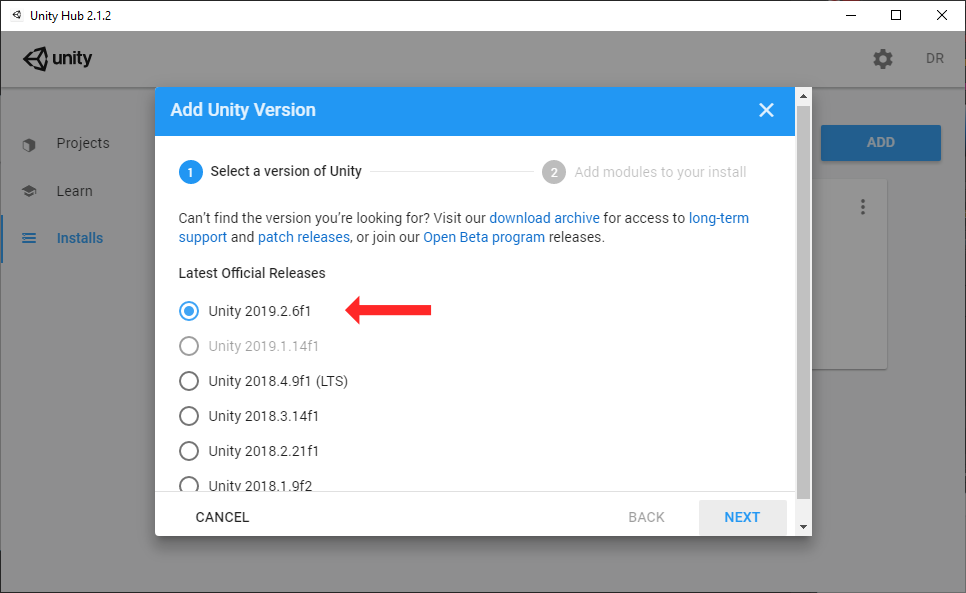 Unity Hub 2.1.2
unity
DR
Projects
Learn
Installs
ADD
Add Unity Version
1 Select a version of Unity
2 Add modules to your install
Can't find the version you're looking for? Visit our download archive for access to long-term
support and patch releases, or join our Open Beta program releases.
Latest Official Releases
Unity 2019.2.6f1
Unity 2019.1.14f1
Unity 2018.4.9f1 (LTS)
Unity 2018.3.14f1
Unity 2018.2.21f1
Unity 2018.1.9f2
CANCEL
BACK
NEXT